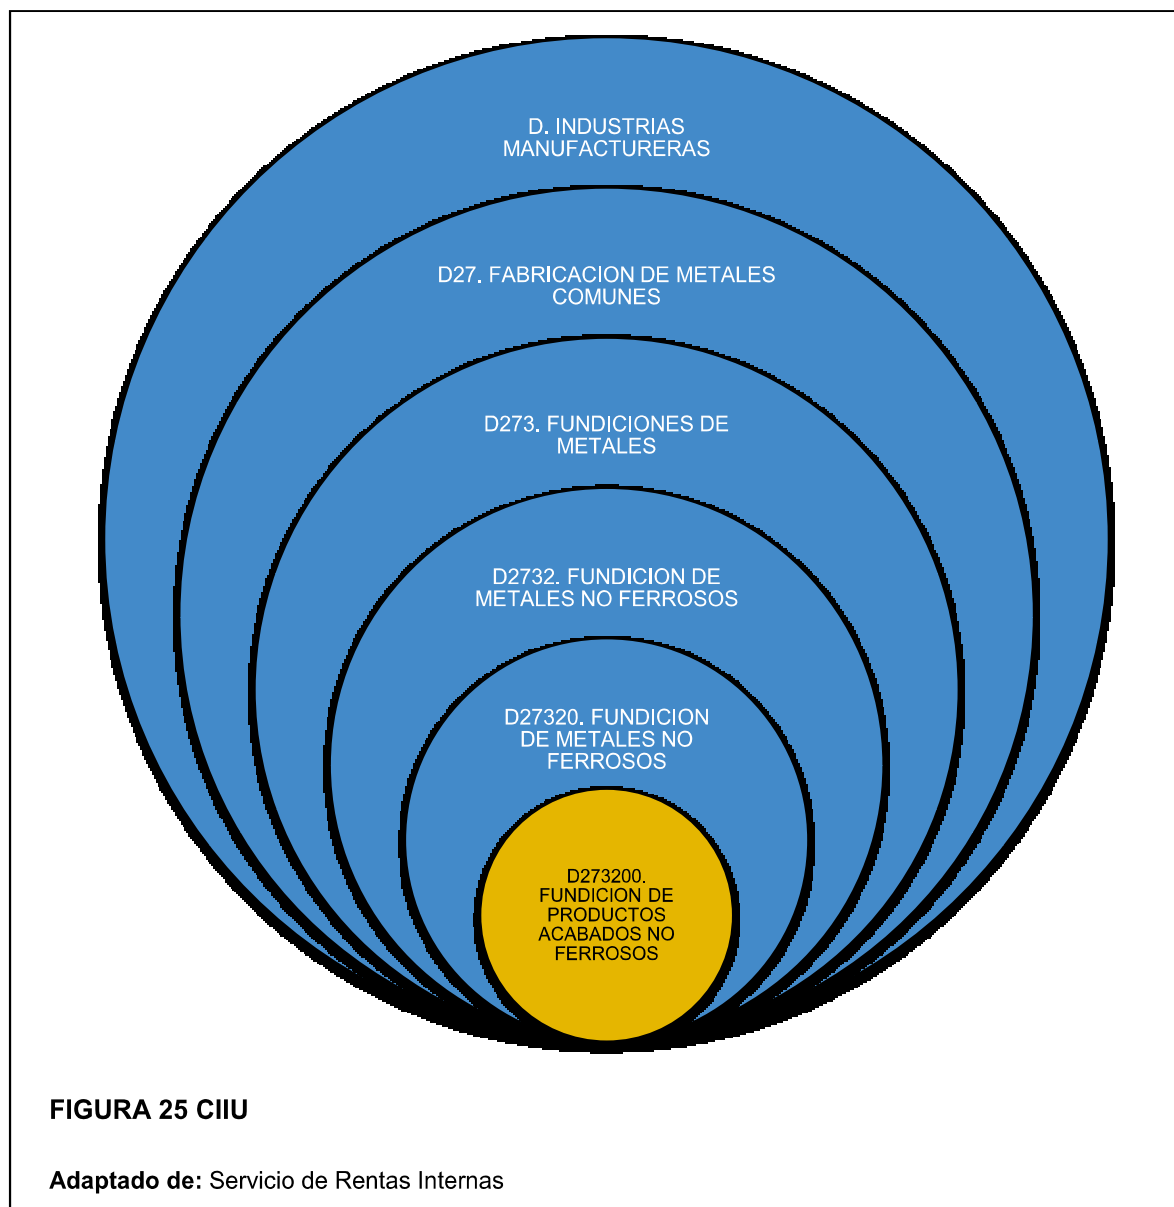 D. INDUSTRIAS
MANUFACTURERAS
D27. FABRICACION DE METALES
COMUNES
D273. FUNDICIONES DE
METALES
D2732. FUNDICION DE
METALES NO FERROSOS
D27320. FUNDICION
DE METALES NO
FERROSOS
D273200.
FUNDICION DE
PRODUCTOS
ACABADOS NO
FERROSOS
FIGURA 25 CIIU
Adaptado de: Servicio de Rentas Internas